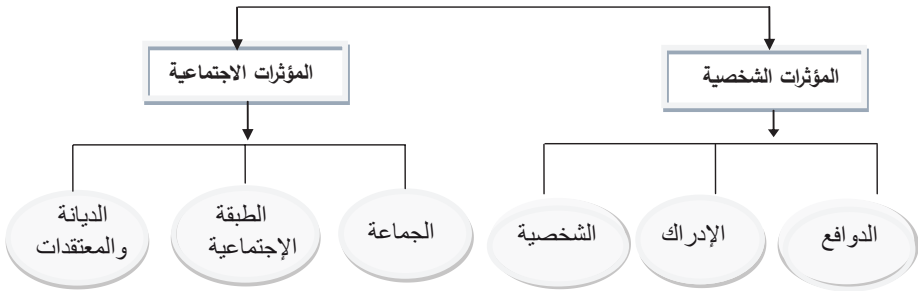 المؤثرات الشخصية
المؤثرات الاجتماعية
الدوافع
الإدراك
الشخصية
الجماعة
الطبقة
الإجتماعية
الديانة
والمعتقدات